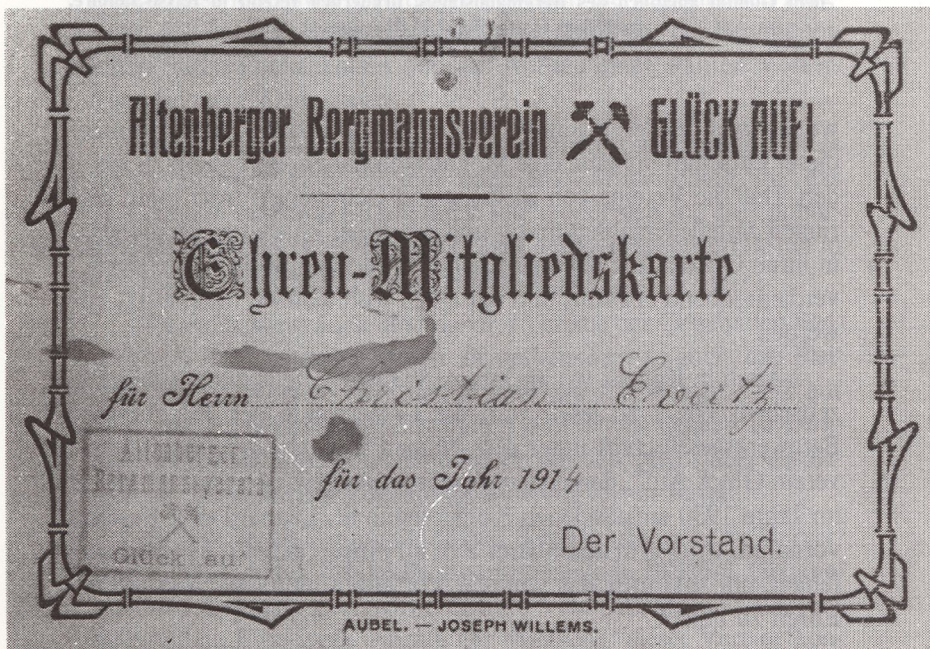 Altenberger Bergmannsverein GLÜCK AUF!
Ehren-Mitgliedskarte
für Herrn Christian Evertz
für das Jahr 1914
Altenberger
Bergmannsverein
Glück auf
Der Vorstand.
AUBEL. — JOSEPH WILLEMS.